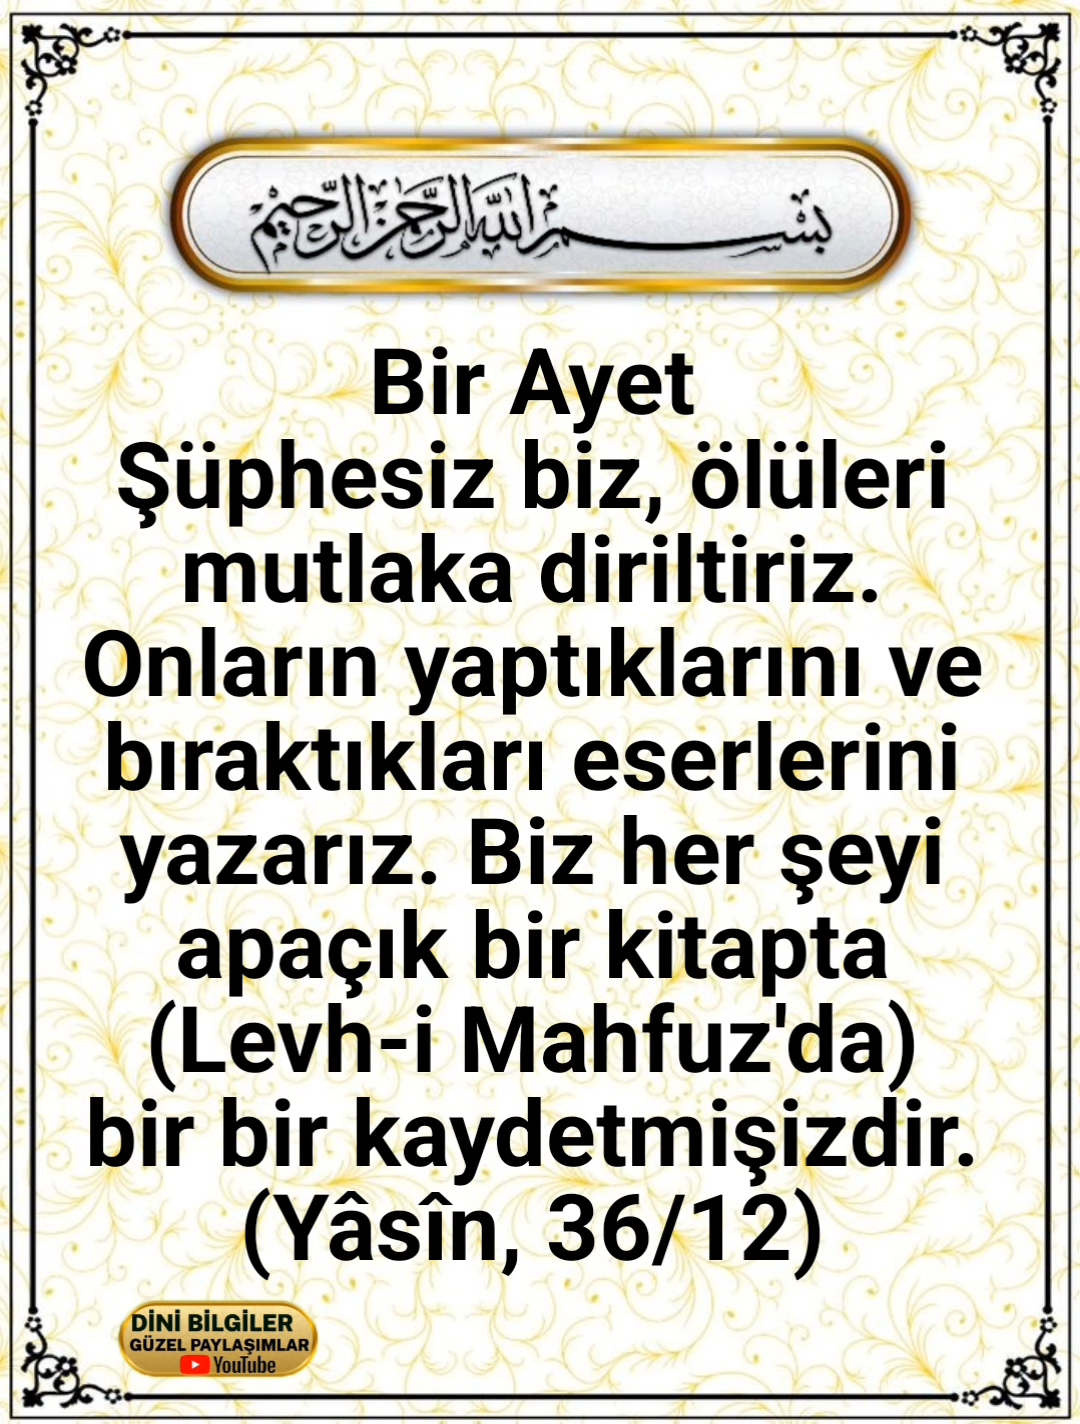 بسم الله الرحمن الرحيم
Bir Ayet
Şüphesiz biz, ölüleri
mutlaka diriltiriz.
Onların yaptıklarını ve
bıraktıkları eserlerini
yazarız. Biz her şeyi
apaçık bir kitapta
(Levh-i Mahfuz'da)
bir bir kaydetmişizdir.
(Yâsîn, 36/12)
DİNİ BİLGİLER
GÜZEL PAYLAŞIMLAR
YouTube